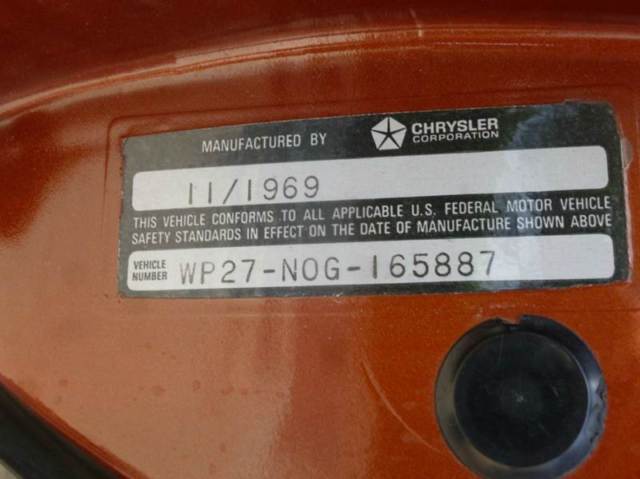 MANUFACTURED BY CHRYSLER CORPORATION
11/1969
THIS VEHICLE CONFORMS TO ALL APPLICABLE U.S. FEDERAL MOTOR VEHICLE
SAFETY STANDARDS IN EFFECT ON THE DATE OF MANUFACTURE SHOWN ABOVE
VEHICLE NUMBER WP27-NOG-165887